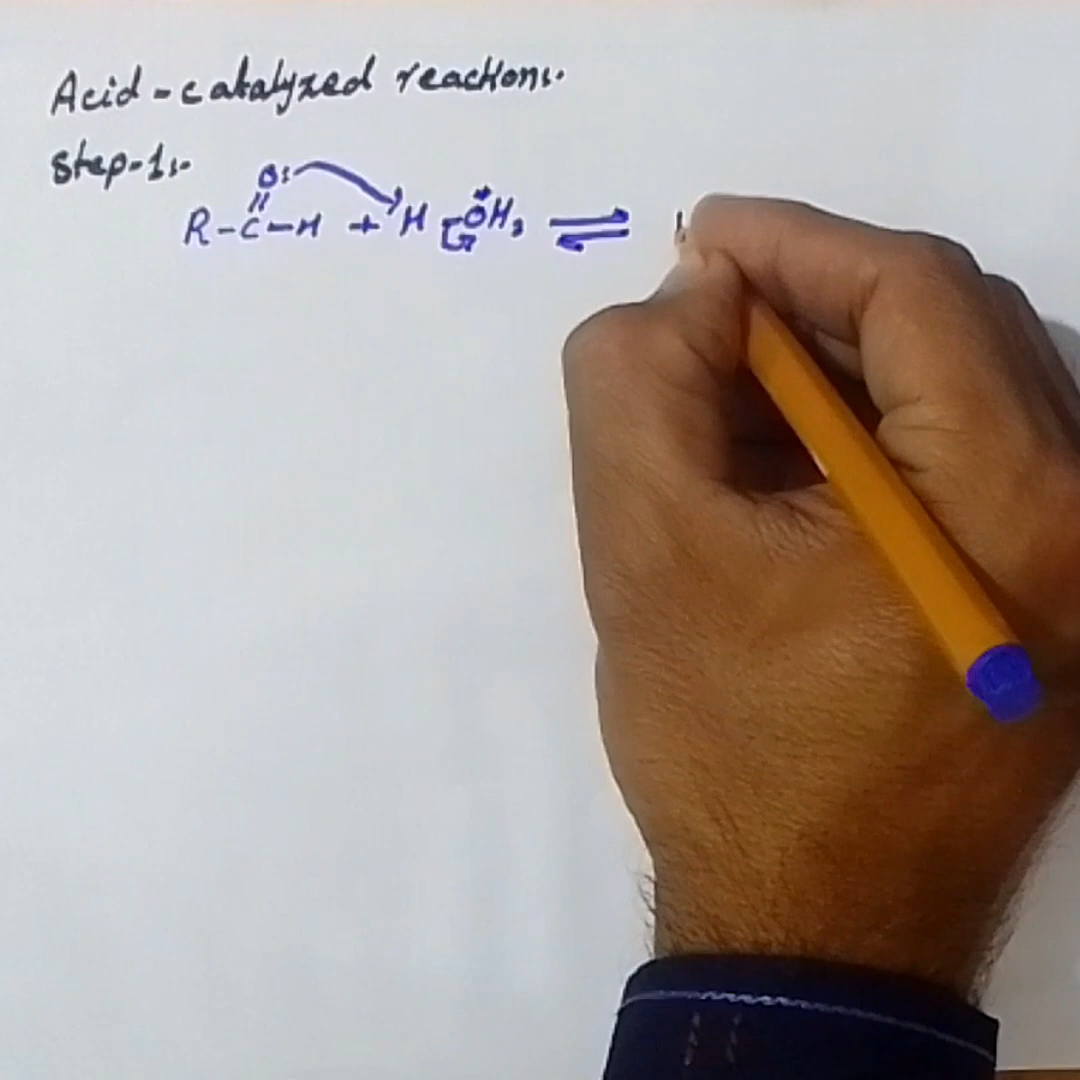 Acid-catalyzed reactions.
Step-1:-
O:
||
R-C-H + H OH₂ ⇌